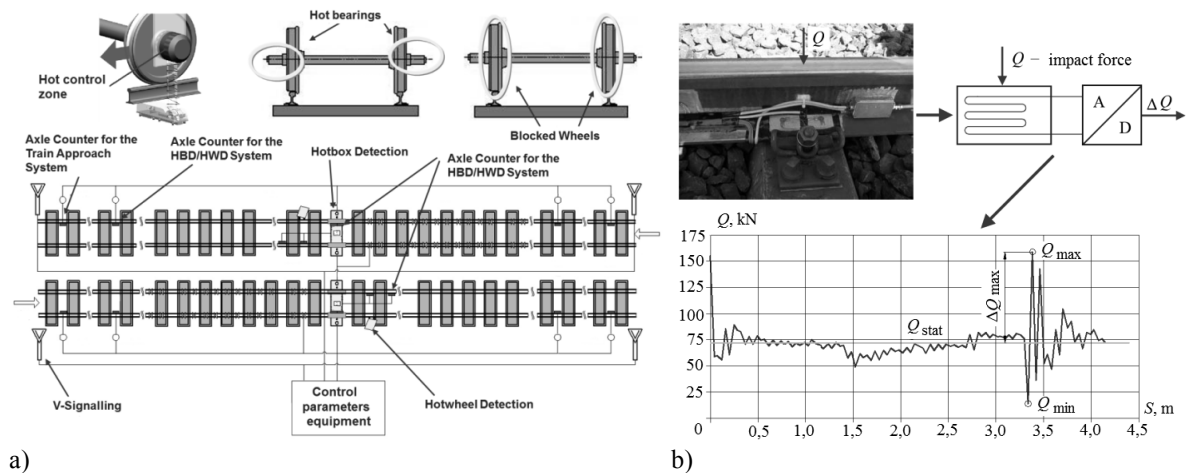 a)
Hot control
zone
Hot bearings
Blocked Wheels
Axle Counter for the
Train Approach
System
Axle Counter for the
HBD/HWD System
Hotbox Detection
Axle Counter for the
HBD/HWD System
V-Signalling
Control
parameters
equipment
Hotwheel Detection
b)
Q
Q – impact force
A
D
ΔQ
Q, kN
175
150
125
100
75
50
25
0
0,5
1,0
1,5
2,0
2,5
3,0
3,5
4,0
4,5
S, m
Q stat
ΔQ max
Q max
Q min